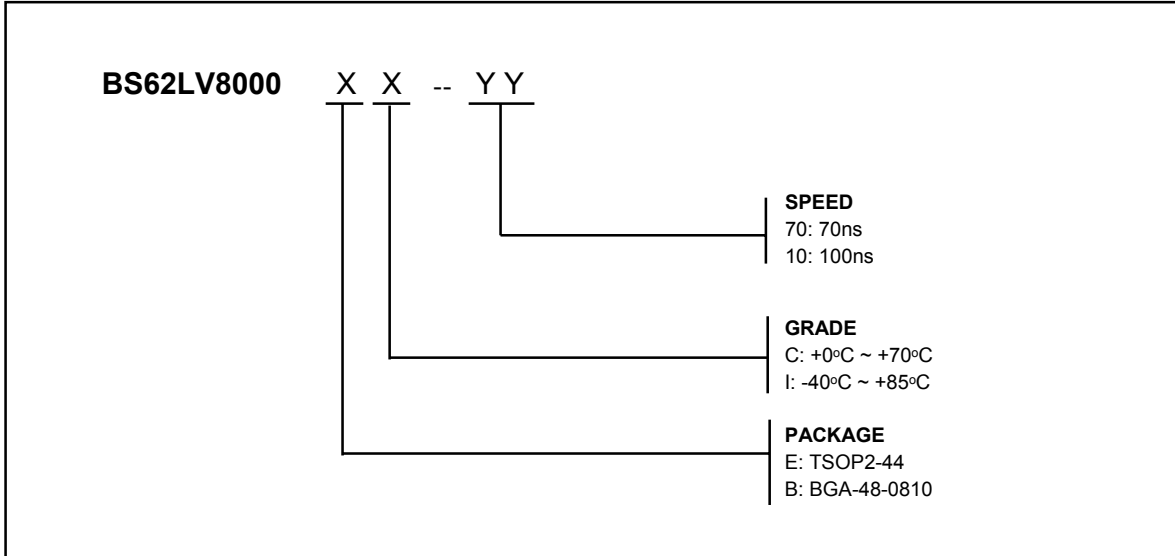 BS62LV8000 X X -- Y Y
SPEED
70: 70ns
10: 100ns
GRADE
C: +0ºC ~ +70ºC
I: -40ºC ~ +85ºC
PACKAGE
E: TSOP2-44
B: BGA-48-0810